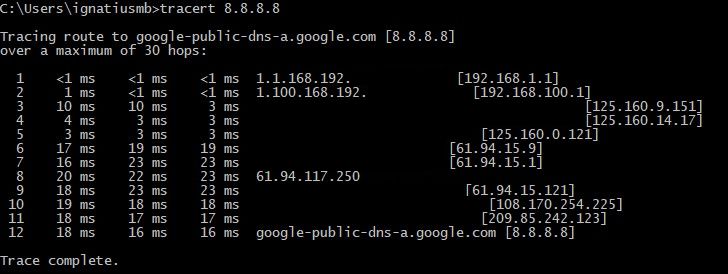 C:\Users\ignatiusmb>tracert 8.8.8.8
Tracing route to google-public-dns-a.google.com [8.8.8.8]
over a maximum of 30 hops:
1 <1 ms <1 ms <1 ms 1.1.168.192. [192.168.1.1]
2 1 ms <1 ms <1 ms 1.100.168.192. [192.168.100.1]
3 10 ms 10 ms 3 ms [125.160.9.151]
4 4 ms 3 ms 3 ms [125.160.14.17]
5 3 ms 3 ms 3 ms [125.160.0.121]
6 17 ms 19 ms 19 ms [61.94.15.9]
7 16 ms 23 ms 23 ms [61.94.15.1]
8 20 ms 22 ms 23 ms 61.94.117.250
9 18 ms 23 ms 23 ms [61.94.15.121]
10 19 ms 18 ms 18 ms [108.170.254.225]
11 18 ms 17 ms 17 ms [209.85.242.123]
12 18 ms 16 ms 16 ms google-public-dns-a.google.com [8.8.8.8]
Trace complete.